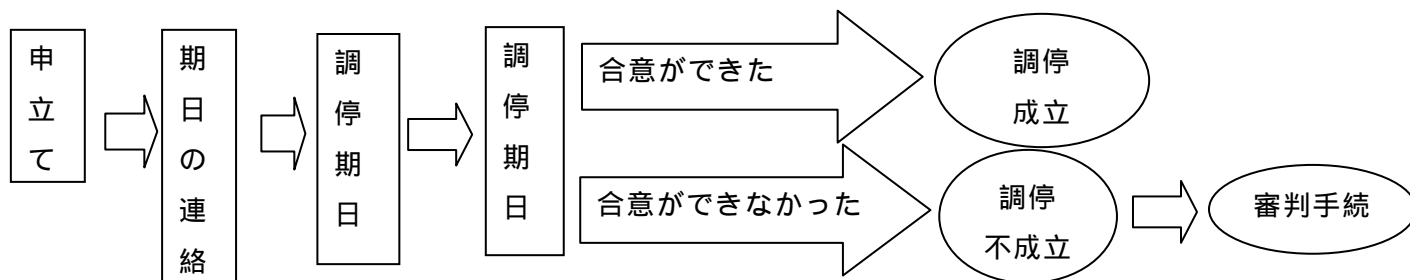 申立て
期日の連絡
調停期日
調停期日
合意ができた
調停
成立
合意ができなかった
調停
不成立
審判手続